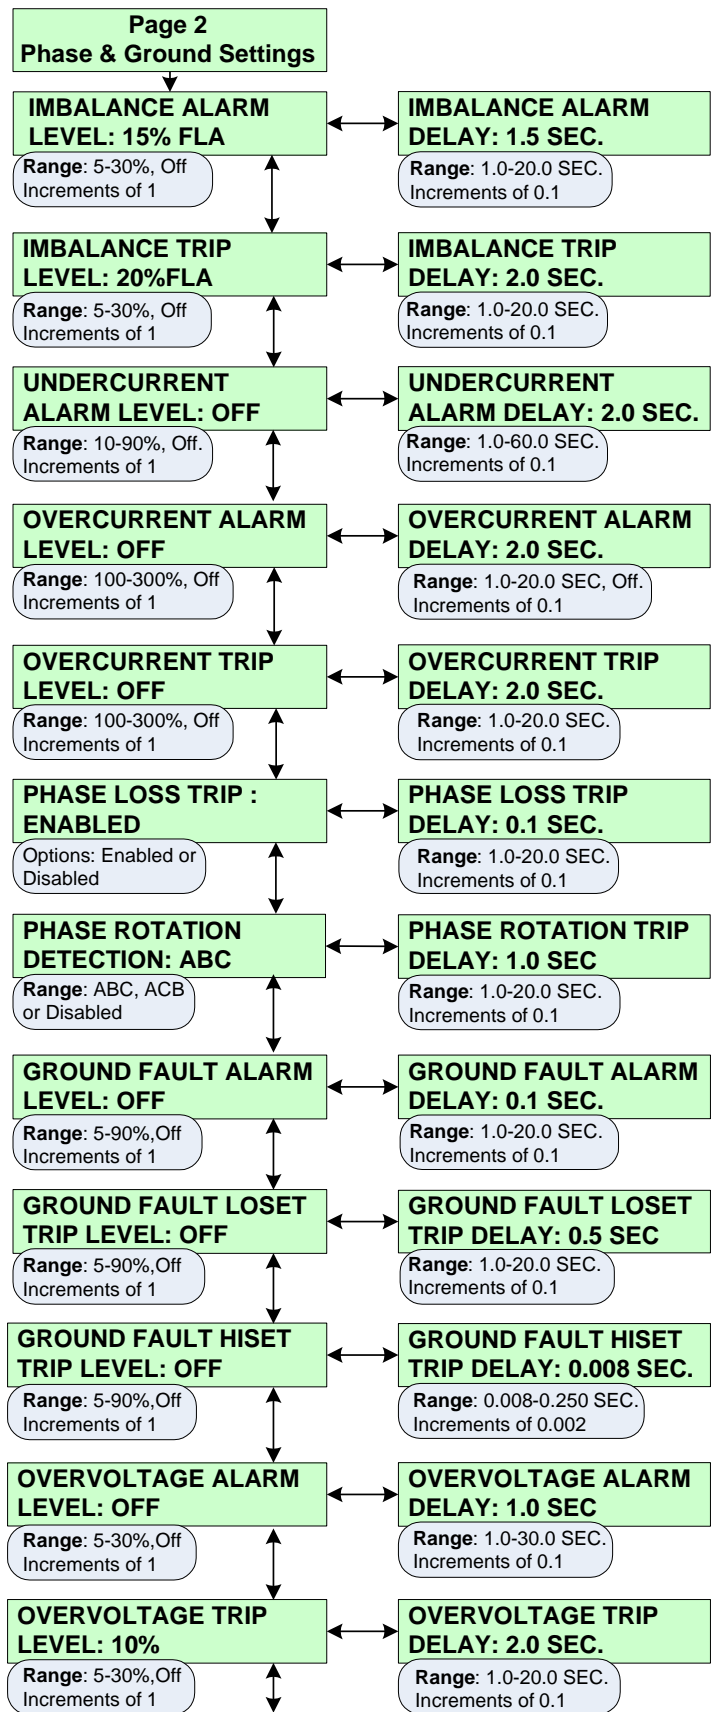 Page 2
Phase & Ground Settings
IMBALANCE ALARM
LEVEL: 15% FLA
Range: 5-30%, Off
Increments of 1
IMBALANCE ALARM
DELAY: 1.5 SEC.
Range: 1.0-20.0 SEC.
Increments of 0.1
IMBALANCE TRIP
LEVEL: 20%FLA
Range: 5-30%, Off
Increments of 1
IMBALANCE TRIP
DELAY: 2.0 SEC.
Range: 1.0-20.0 SEC.
Increments of 0.1
UNDERCURRENT
ALARM LEVEL: OFF
Range: 10-90%, Off.
Increments of 1
UNDERCURRENT
ALARM DELAY: 2.0 SEC.
Range: 1.0-60.0 SEC.
Increments of 0.1
OVERCURRENT ALARM
LEVEL: OFF
Range: 100-300%, Off
Increments of 1
OVERCURRENT ALARM
DELAY: 2.0 SEC.
Range: 1.0-20.0 SEC, Off.
Increments of 0.1
OVERCURRENT TRIP
LEVEL: OFF
Range: 100-300%, Off
Increments of 1
OVERCURRENT TRIP
DELAY: 2.0 SEC.
Range: 1.0-20.0 SEC.
Increments of 0.1
PHASE LOSS TRIP :
ENABLED
Options: Enabled or
Disabled
PHASE LOSS TRIP
DELAY: 0.1 SEC.
Range: 1.0-20.0 SEC.
Increments of 0.1
PHASE ROTATION
DETECTION: ABC
Range: ABC, ACB
or Disabled
PHASE ROTATION TRIP
DELAY: 1.0 SEC
Range: 1.0-20.0 SEC.
Increments of 0.1
GROUND FAULT ALARM
LEVEL: OFF
Range: 5-90%,Off
Increments of 1
GROUND FAULT ALARM
DELAY: 0.1 SEC.
Range: 1.0-20.0 SEC.
Increments of 0.1
GROUND FAULT LOSET
TRIP LEVEL: OFF
Range: 5-90%,Off
Increments of 1
GROUND FAULT LOSET
TRIP DELAY: 0.5 SEC
Range: 1.0-20.0 SEC.
Increments of 0.1
GROUND FAULT HISET
TRIP LEVEL: OFF
Range: 5-90%,Off
Increments of 1
GROUND FAULT HISET
TRIP DELAY: 0.008 SEC.
Range: 0.008-0.250 SEC.
Increments of 0.002
OVERVOLTAGE ALARM
LEVEL: OFF
Range: 5-30%,Off
Increments of 1
OVERVOLTAGE ALARM
DELAY: 1.0 SEC
Range: 1.0-30.0 SEC.
Increments of 0.1
OVERVOLTAGE TRIP
LEVEL: 10%
Range: 5-30%,Off
Increments of 1
OVERVOLTAGE TRIP
DELAY: 2.0 SEC.
Range: 1.0-20.0 SEC.
Increments of 0.1